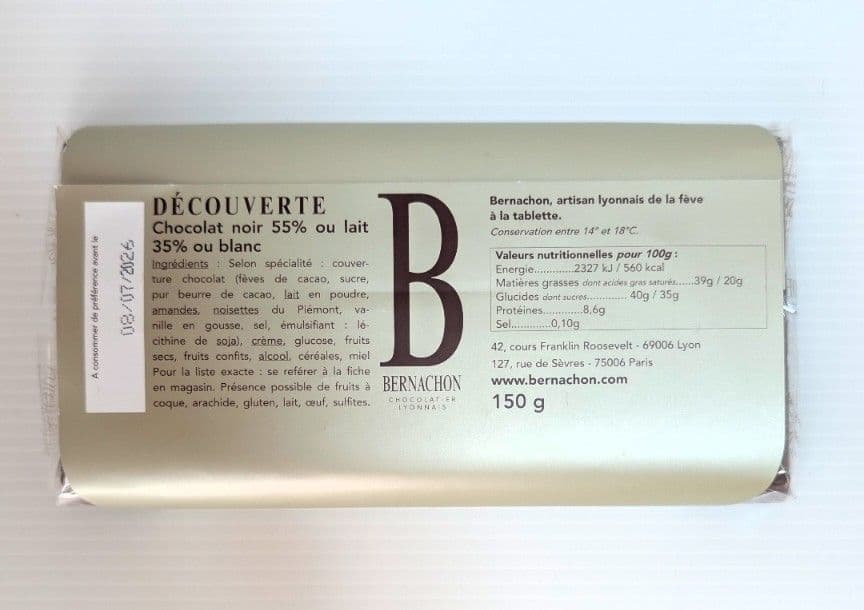 A consommer de préférence avant le
08/07/2026
DÉCOUVERTE
Chocolat noir 55% ou lait
35% ou blanc
Ingrédients : Selon spécialité : couver-
ture chocolat (fèves de cacao, sucre,
pur beurre de cacao, lait en poudre,
amandes, noisettes du Piémont, va-
nille en gousse, sel, émulsifiant : lé-
cithine de soja), crème, glucose, fruits
secs, fruits confits, alcool, céréales, miel
Pour la liste exacte : se referer à la fiche
en magasin. Présence possible de fruits à
coque, arachide, gluten, lait, œuf, sulfites.
B
BERNACHON
CHOCOLATIER
LYONNAIS
Bernachon, artisan lyonnais de la fève
à la tablette.
Conservation entre 14° et 18°C.
Valeurs nutritionnelles pour 100g :
Energie............2327 kJ / 560 kcal
Matières grasses dont acides gras saturés.....39g / 20g
Glucides dont sucres............ 40g / 35g
Protéines............8,6g
Sel............0,10g
42, cours Franklin Roosevelt - 69006 Lyon
127, rue de Sèvres - 75006 Paris
www.bernachon.com
150 g